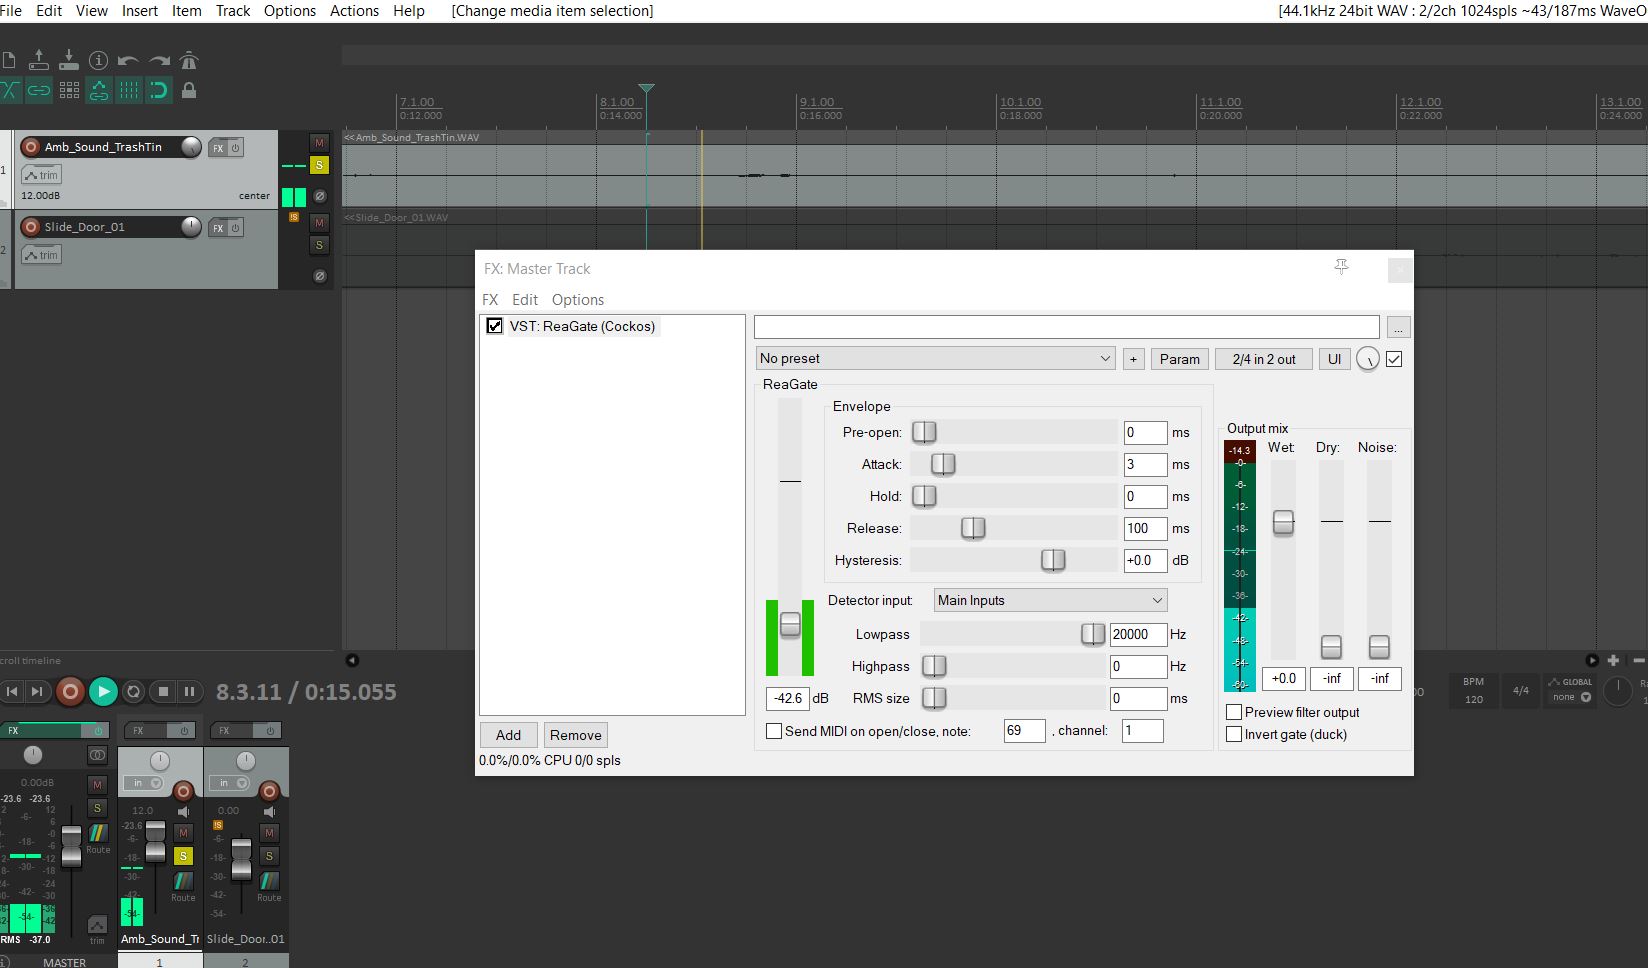 File Edit View Insert Item Track Options Actions Help [Change media item selection]
[44.1kHz 24bit WAV : 2/2ch 1024spls ~43/187ms WaveO
7.1.00 8.1.00 9.1.00 10.1.00 11.1.00 12.1.00 13.1.00
0:12.000 0:14.000 0:16.000 0:18.000 0:20.000 0:22.000 0:24.000
1
Amb_Sound_TrashTin FX M
trim S
12.00dB center
<<Amb_Sound_TrashTin.WAV
2
Slide_Door_01 FX M
trim S
<<Slide_Door_01.WAV
FX: Master Track
FX Edit Options
VST: ReaGate (Cockos)
...
No preset + Param 2/4 in 2 out UI
ReaGate
Envelope
Pre-open: 0 ms
Attack: 3 ms
Hold: 0 ms
Release: 100 ms
Hysteresis: +0.0 dB
Detector input: Main Inputs
Lowpass 20000 Hz
Highpass 0 Hz
-42.6 dB
RMS size 0 ms
Send MIDI on open/close, note: 69 , channel: 1
Output mix
Wet: Dry: Noise:
-14.3
-0-
-6-
-12-
-18-
-24-
-30-
-36-
-42-
-48-
-54-
-60-
+0.0 -inf -inf
Preview filter output
Invert gate (duck)
Add Remove
0.0%/0.0% CPU 0/0 spls
croll timeline
8.3.11 / 0:15.055
BPM
120
4/4
GLOBAL
none
FX FX FX
in in
0.00dB 12.0 0.00
-23.6 -23.6 -23.6
M M M
S S S
Route Route Route
RMS -37.0
trim
Amb_Sound_Tr Slide_Door..01
MASTER 1 2